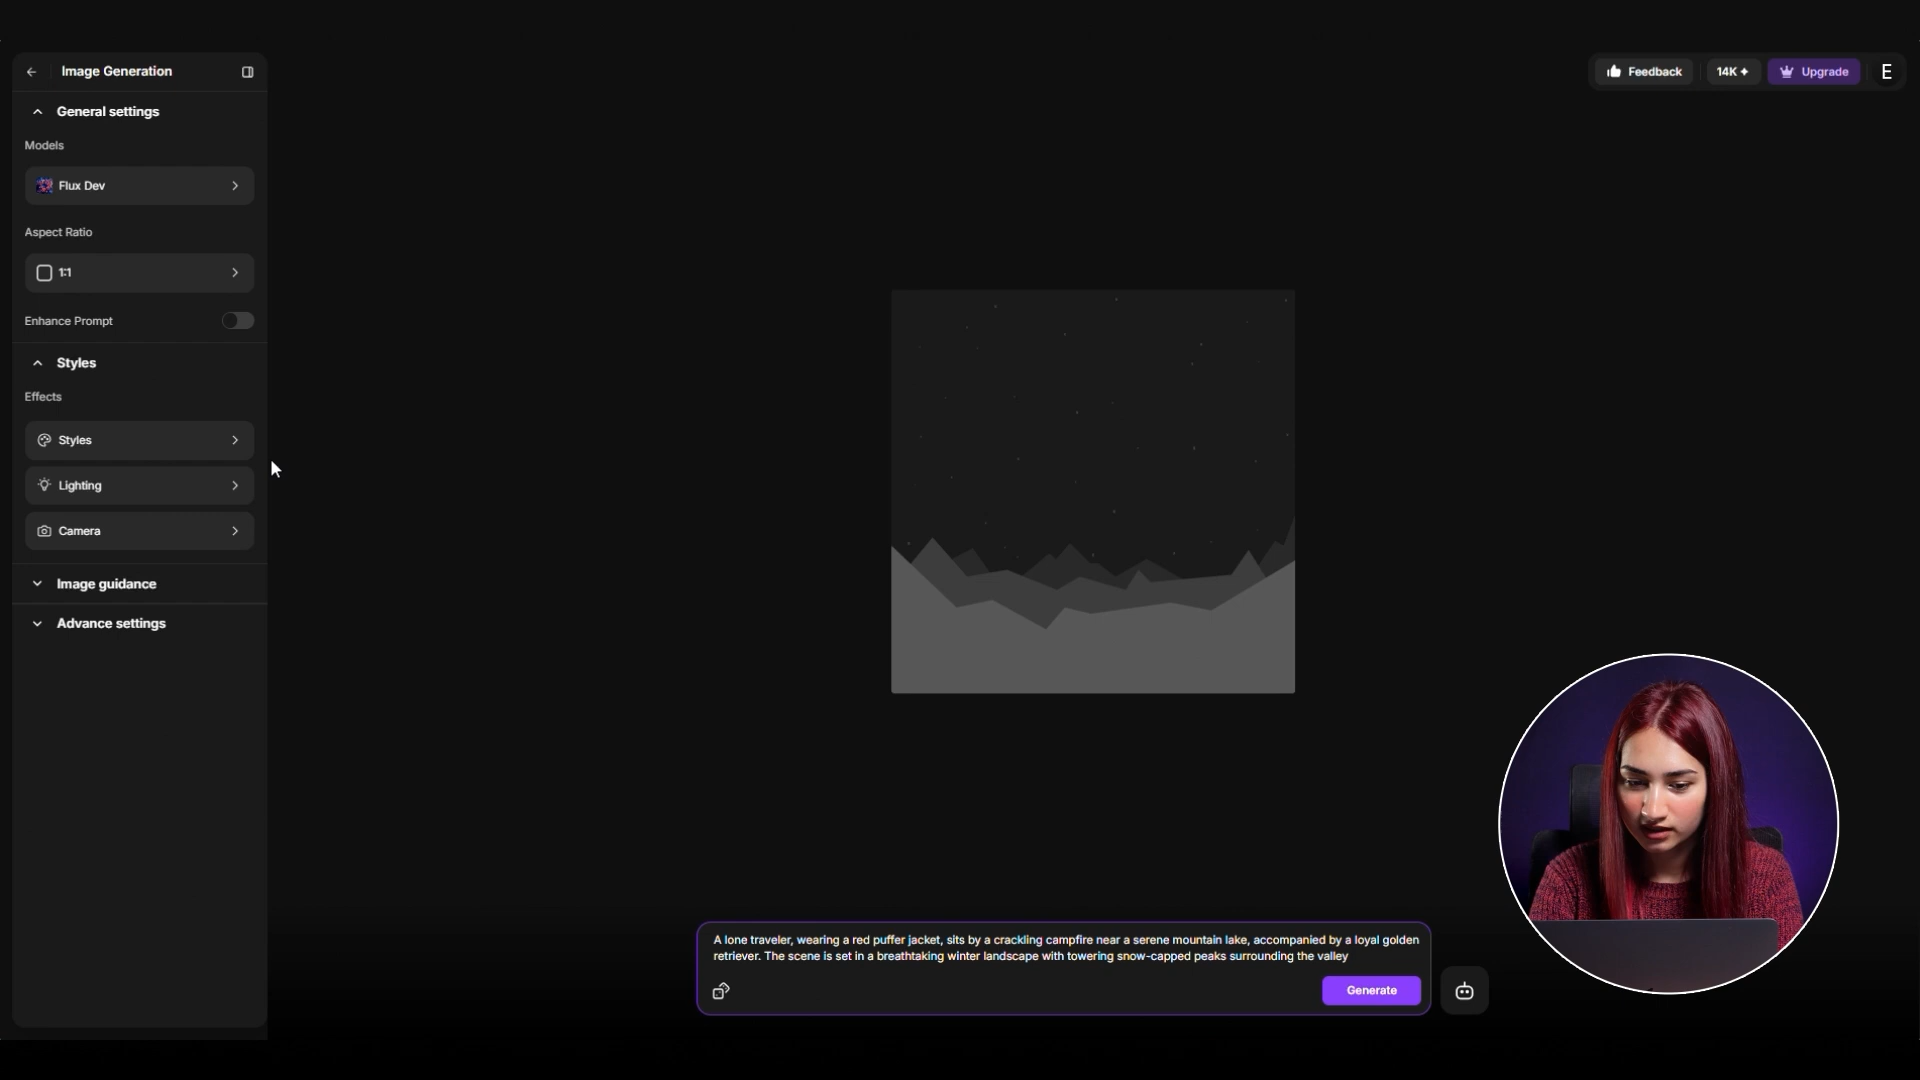 Image Generation
General settings
Models
Flux Dev
Aspect Ratio
1:1
Enhance Prompt
Styles
Effects
Styles
Lighting
Camera
Image guidance
Advance settings
Feedback
14K
Upgrade
E
A lone traveler, wearing a red puffer jacket, sits by a crackling campfire near a serene mountain lake, accompanied by a loyal golden
retriever. The scene is set in a breathtaking winter landscape with towering snow-capped peaks surrounding the valley
Generate